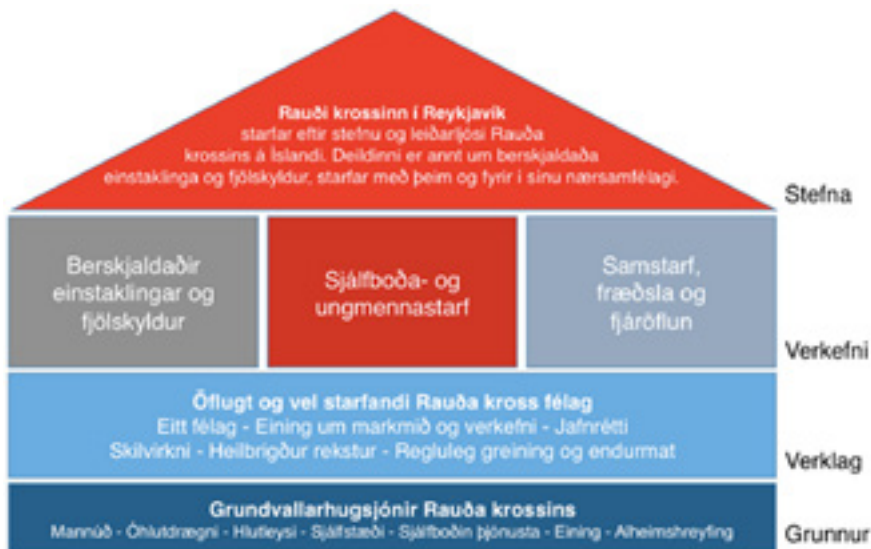 Rauði krossinn í Reykjavík
starfar eftir stefnu og leiðarljósi Rauða
krossins á Íslandi. Deildinni er annt um berskjaldaða
einstaklinga og fjölskyldur, starfar með þeim og fyrir í sínu nærsamfélagi.
Stefna
Berskjaldaðir
einstaklingar og
fjölskyldur
Sjálfboða- og
ungmennastarf
Samstarf,
fræðsla og
fjáröflun
Verkefni
Öflugt og vel starfandi Rauða kross félag
Eitt félag - Eining um markmið og verkefni - Jafnrétti
Skilvirkni - Heilbrigður rekstur - Regluleg greining og endurmat
Verklag
Grundvallarhugsjónir Rauða krossins
Mannúð - Óhlutdrægni - Hlutleysi - Sjálfstæði - Sjálfboðin þjónusta - Eining - Alheimshreyfing
Grunnur